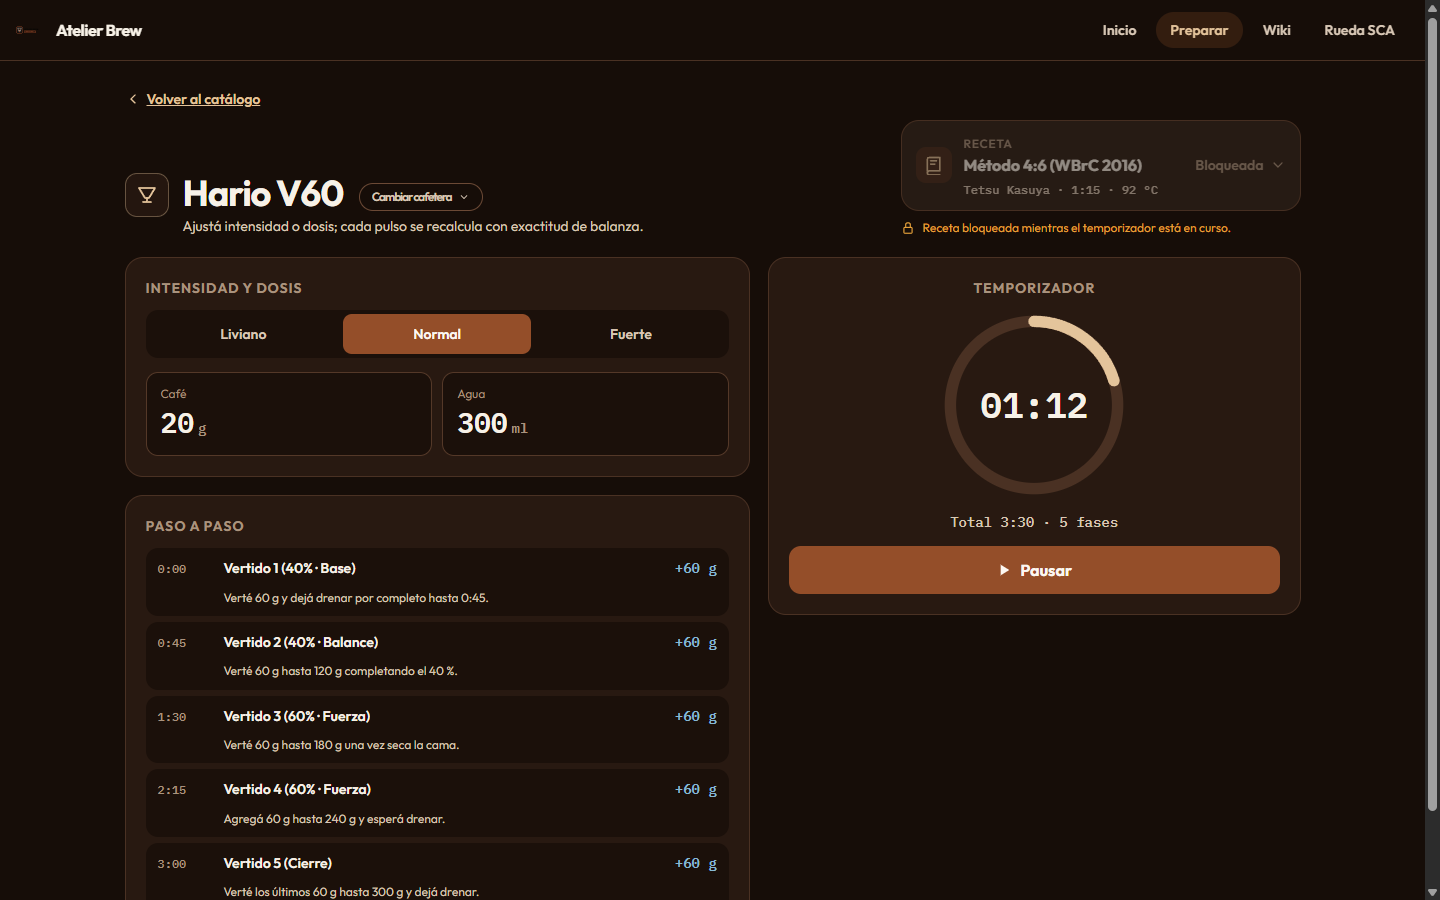 Atelier Brew
Inicio
Preparar
Wiki
Rueda SCA
Volver al catálogo
RECETA
Método 4:6 (WBrC 2016)
Tetsu Kasuya · 1:15 · 92 °C
Bloqueada
Hario V60
Cambiar cafetera
Ajustá intensidad o dosis; cada pulso se recalcula con exactitud de balanza.
Receta bloqueada mientras el temporizador está en curso.
INTENSIDAD Y DOSIS
Liviano
Normal
Fuerte
Café
20 g
Agua
300 ml
TEMPORIZADOR
01:12
Total 3:30 · 5 fases
Pausar
PASO A PASO
0:00 Vertido 1 (40% · Base) +60 g
Verté 60 g y dejá drenar por completo hasta 0:45.
0:45 Vertido 2 (40% · Balance) +60 g
Verté 60 g hasta 120 g completando el 40 %.
1:30 Vertido 3 (60% · Fuerza) +60 g
Verté 60 g hasta 180 g una vez seca la cama.
2:15 Vertido 4 (60% · Fuerza) +60 g
Agregá 60 g hasta 240 g y esperá drenar.
3:00 Vertido 5 (Cierre) +60 g
Verté los últimos 60 g hasta 300 g y dejá drenar.